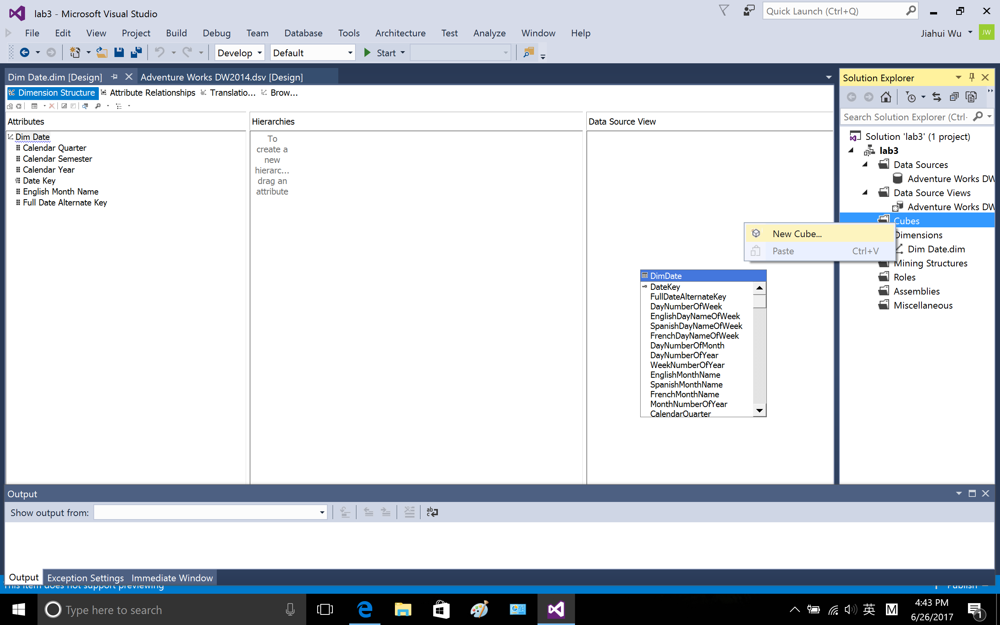 lab3 - Microsoft Visual Studio
Quick Launch (Ctrl+Q)
File Edit View Project Build Debug Team Database Tools Architecture Test Analyze Window Help
Jiahui Wu
JW
Develop
Default
Start
Dim Date.dim [Design]
Adventure Works DW2014.dsv [Design]
Dimension Structure
Attribute Relationships
Translatio...
Brow...
Attributes
Dim Date
Calendar Quarter
Calendar Semester
Calendar Year
Date Key
English Month Name
Full Date Alternate Key
Hierarchies
To
create a
new
hierarc...
drag an
attribute
Data Source View
DimDate
DateKey
FullDateAlternateKey
DayNumberOfWeek
EnglishDayNameOfWeek
SpanishDayNameOfWeek
FrenchDayNameOfWeek
DayNumberOfMonth
DayNumberOfYear
WeekNumberOfYear
EnglishMonthName
SpanishMonthName
FrenchMonthName
MonthNumberOfYear
CalendarQuarter
New Cube...
Paste Ctrl+V
Solution Explorer
Search Solution Explorer (Ctrl-
Solution 'lab3' (1 project)
lab3
Data Sources
Adventure Works DW
Data Source Views
Adventure Works DW
Cubes
Dimensions
Dim Date.dim
Mining Structures
Roles
Assemblies
Miscellaneous
Output
Show output from:
Output
Exception Settings
Immediate Window
This item does not support previewing
Publish
Type here to search
英
M
4:43 PM
6/26/2017
1